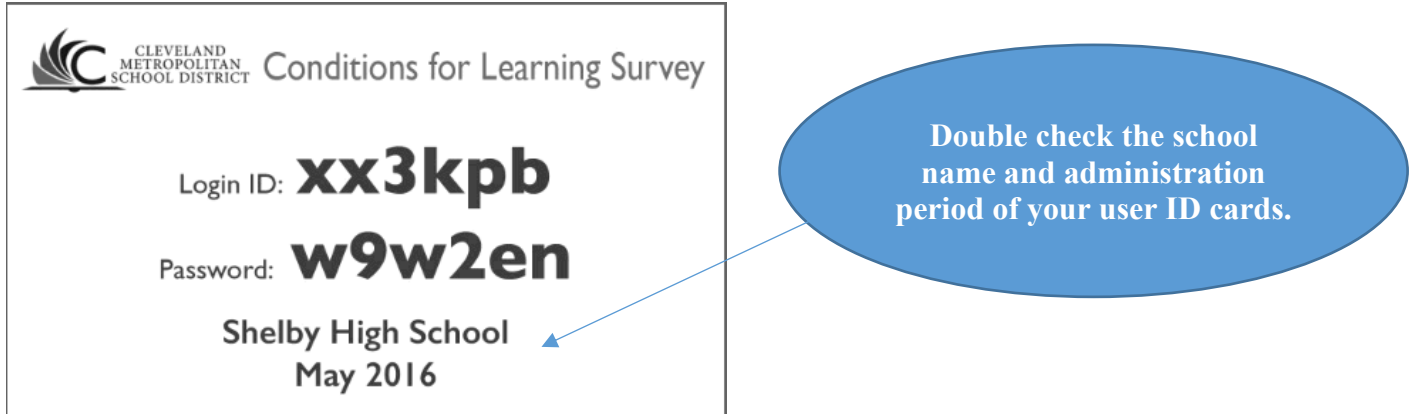 CLEVELAND
METROPOLITAN
SCHOOL DISTRICT
Conditions for Learning Survey
Login ID: xx3kpb
Password: w9w2en
Shelby High School
May 2016
Double check the school
name and administration
period of your user ID cards.